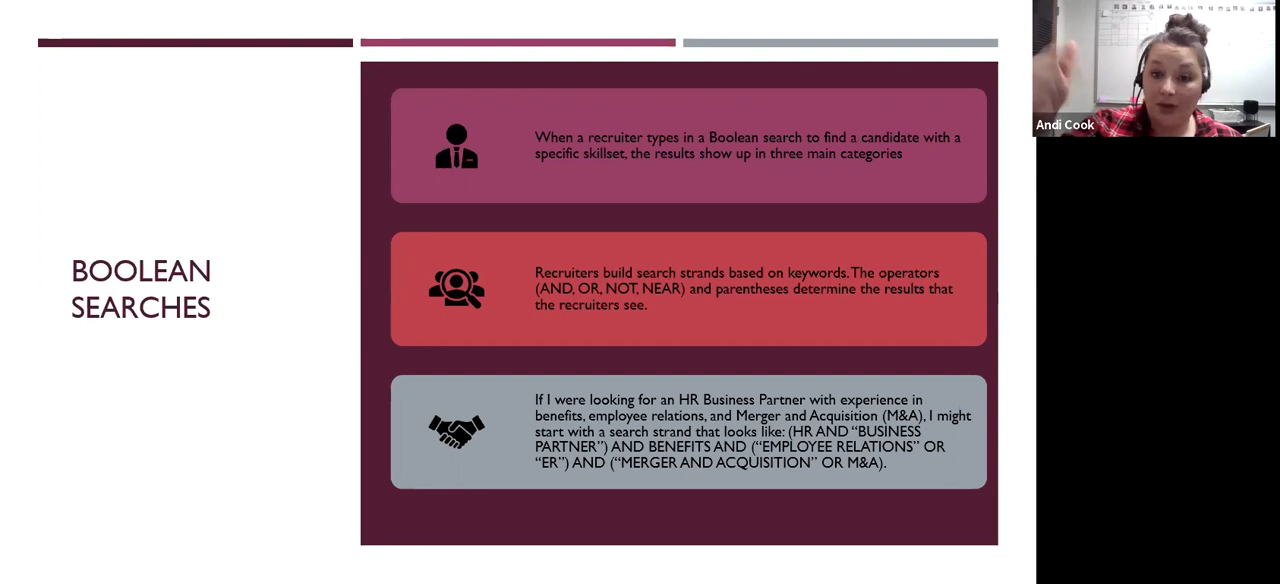 BOOLEAN
SEARCHES
When a recruiter types in a Boolean search to find a candidate with a
specific skillset, the results show up in three main categories
Recruiters build search strands based on keywords. The operators
(AND, OR, NOT, NEAR) and parentheses determine the results that
the recruiters see.
If I were looking for an HR Business Partner with experience in
benefits, employee relations, and Merger and Acquisition (M&A), I might
start with a search strand that looks like: (HR AND “BUSINESS
PARTNER”) AND BENEFITS AND (“EMPLOYEE RELATIONS” OR
“ER”) AND (“MERGER AND ACQUISITION” OR M&A).
Andi Cook